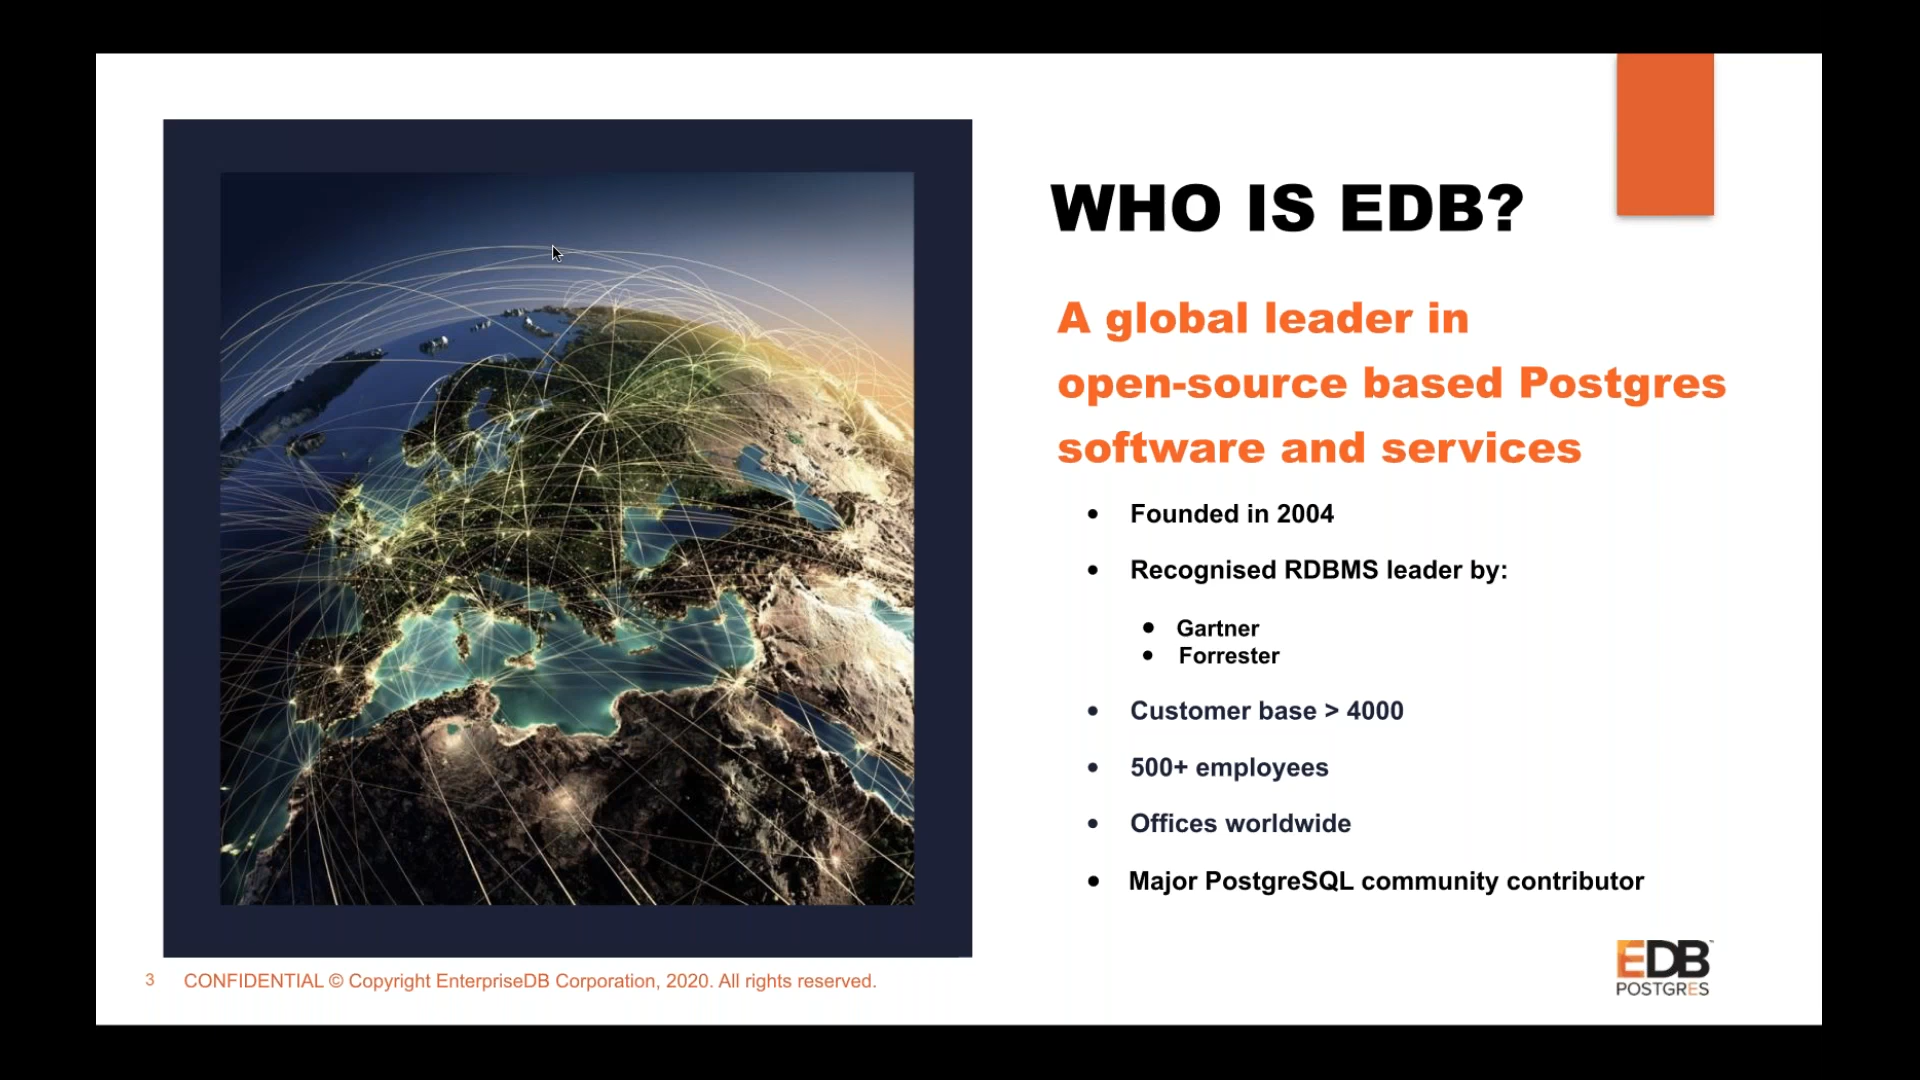 WHO IS EDB?
A global leader in
open-source based Postgres
software and services
• Founded in 2004
• Recognised RDBMS leader by:
• Gartner
• Forrester
• Customer base > 4000
• 500+ employees
• Offices worldwide
• Major PostgreSQL community contributor
3 CONFIDENTIAL © Copyright EnterpriseDB Corporation, 2020. All rights reserved.
EDB™
POSTGRES